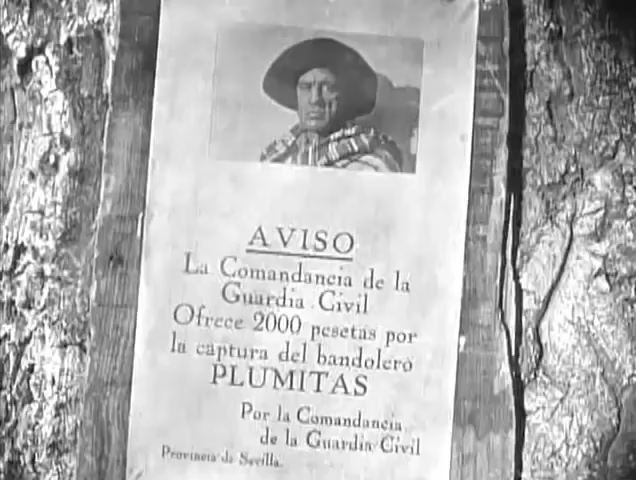 AVISO
La Comandancia de la
Guardia Civil
Ofrece 2000 pesetas por
la captura del bandolero
PLUMITAS
Por la Comandancia
de la Guardia Civil
Provincia de Sevilla.